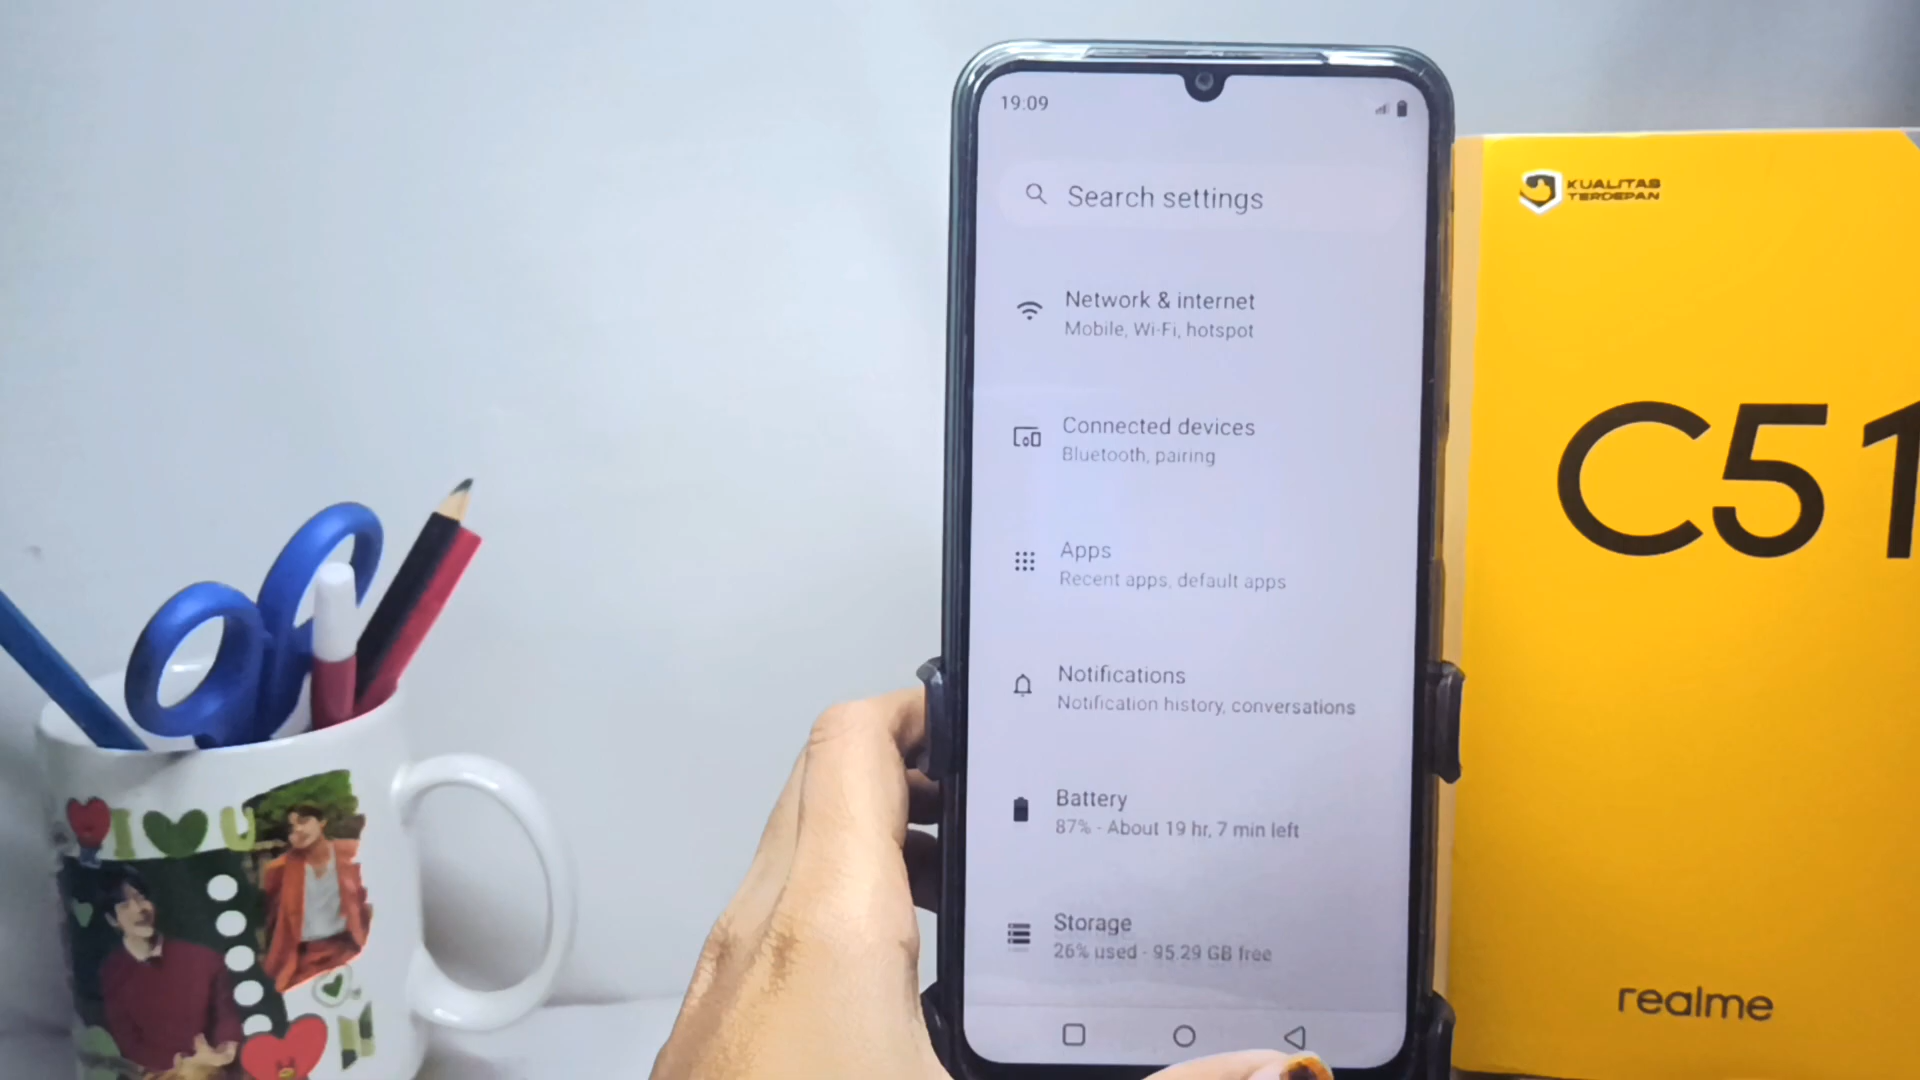 19:09
Search settings
Network & internet
Mobile, Wi-Fi, hotspot
Connected devices
Bluetooth, pairing
Apps
Recent apps, default apps
Notifications
Notification history, conversations
Battery
87% - About 19 hr, 7 min left
Storage
26% used - 95.29 GB free
KUALITAS
TERDEPAN
C51
realme
I U